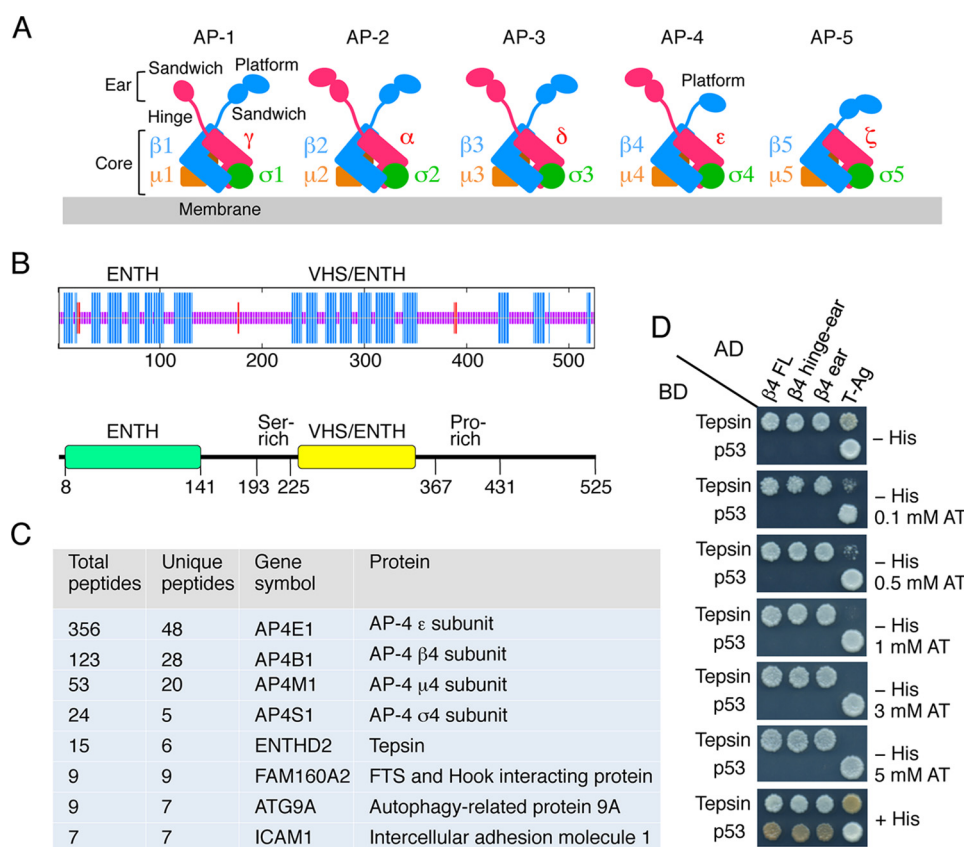 A
AP-1 AP-2 AP-3 AP-4 AP-5
Sandwich Platform
Ear
Platform
Hinge Sandwich
Core
β1 γ β2 α β3 δ β4 ε β5 ζ
μ1 σ1 μ2 σ2 μ3 σ3 μ4 σ4 μ5 σ5
Membrane
B
ENTH VHS/ENTH
100 200 300 400 500
ENTH Ser-rich VHS/ENTH Pro-rich
8 141 193 225 367 431 525
C
Total peptides Unique peptides Gene symbol Protein
356 48 AP4E1 AP-4 ε subunit
123 28 AP4B1 AP-4 β4 subunit
53 20 AP4M1 AP-4 μ4 subunit
24 5 AP4S1 AP-4 σ4 subunit
15 6 ENTHD2 Tepsin
9 9 FAM160A2 FTS and Hook interacting protein
9 7 ATG9A Autophagy-related protein 9A
7 7 ICAM1 Intercellular adhesion molecule 1
D
AD
BD
β4 FL β4 hinge-ear β4 ear T-Ag
Tepsin
p53
– His
Tepsin
p53
– His
0.1 mM AT
Tepsin
p53
– His
0.5 mM AT
Tepsin
p53
– His
1 mM AT
Tepsin
p53
– His
3 mM AT
Tepsin
p53
– His
5 mM AT
Tepsin
p53
+ His